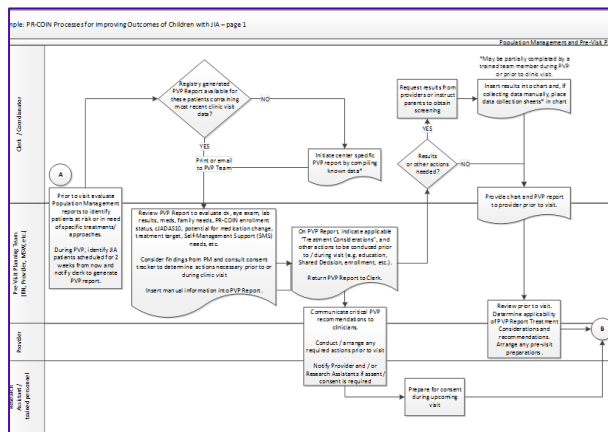 mple: PR-COIN Processes for Improving Outcomes of Children with JIA – page 1
Population Management and Pre-Visit P
Clerk / Coordinator
Pre-Visit Planning Team
(RN, Provider, MSW, etc.)
Provider
Research
Assistant /
trained personnel
A
Prior to visit evaluate
Population Management
reports to identify
patients at risk or in need
of specific treatments/
approaches.
During PVP, identify JIA
patients scheduled for 2
weeks from now and
notify clerk to generate
PVP report.
Registry generated
PVP Report available for
these patients containing
most recent clinic visit
data?
NO
YES
Print or email
to PVP Team
Initiate center specific
PVP report by compiling
known data*
Review PVP Report to evaluate dx, eye exam, lab
results, meds, family needs, PR-COIN enrollment
status, cJADAS10, potential for medication change,
treatment target, Self-Management Support (SMS)
needs, etc.
Consider findings from PM and consult consent
tracker to determine actions necessary prior to or
during clinic visit
Insert manual information into PVP Report.
On PVP Report, indicate applicable
"Treatment Considerations", and
other actions to be conducted prior
to / during visit (e.g. education,
Shared Decision, enrollment, etc.).
Return PVP Report to Clerk.
Communicate critical PVP
recommendations to
clinicians.
Conduct / arrange any
required actions prior to visit
Notify Provider and / or
Research Assistants if assent /
consent is required
Prepare for consent
during upcoming
visit
Results
or other actions
needed?
YES
NO
Request results from
providers or instruct
parents to obtain
screening
*May be partially completed by a
trained team member during PVP
or prior to clinic visit.
Insert results into chart and, if
collecting data manually, place
data collection sheets* in chart
Provide chart and PVP report
to provider prior to visit.
Review prior to visit.
Determine applicability
of PVP Report Treatment
Considerations and
recommendations.
Arrange any pre-visit
preparations.
B